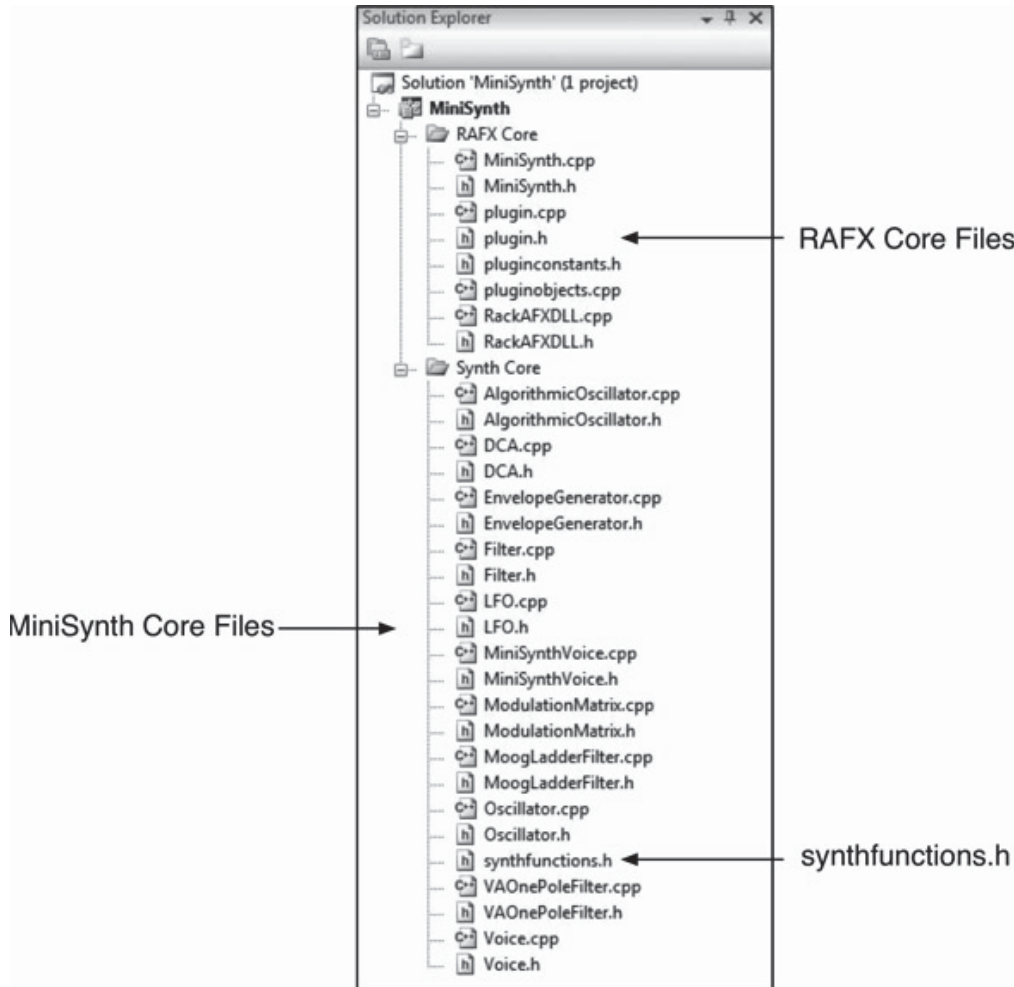 Solution Explorer
Solution 'MiniSynth' (1 project)
MiniSynth
RAFX Core
MiniSynth.cpp
MiniSynth.h
plugin.cpp
plugin.h
RAFX Core Files
pluginconstants.h
pluginobjects.cpp
RackAFXDLL.cpp
RackAFXDLL.h
Synth Core
AlgorithmicOscillator.cpp
AlgorithmicOscillator.h
DCA.cpp
DCA.h
EnvelopeGenerator.cpp
EnvelopeGenerator.h
Filter.cpp
Filter.h
LFO.cpp
MiniSynth Core Files
LFO.h
MiniSynthVoice.cpp
MiniSynthVoice.h
ModulationMatrix.cpp
ModulationMatrix.h
MoogLadderFilter.cpp
MoogLadderFilter.h
Oscillator.cpp
Oscillator.h
synthfunctions.h
synthfunctions.h
VAOnePoleFilter.cpp
VAOnePoleFilter.h
Voice.cpp
Voice.h